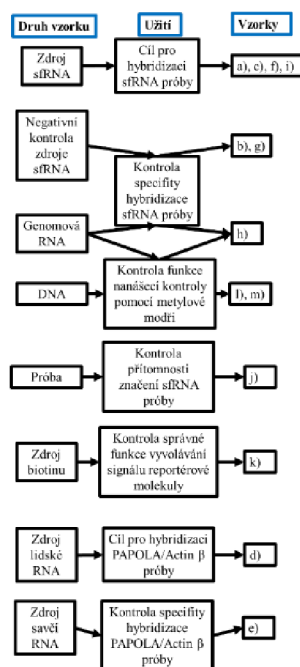 Druh vzorku Užití Vzorky
Zdroj
sfRNA
Cíl pro
hybridizaci
sfRNA próby
a), c), f), i)
Negativní
kontrola
zdroje
sfRNA
b), g)
Kontrola
specifity
hybridizace
sfRNA próby
Genomová
RNA
h)
DNA
Kontrola funkce
nanášecí kontroly
pomocí metylové
modři
l), m)
Próba
Kontrola
přítomnosti
značení sfRNA
próby
j)
Zdroj
biotinu
Kontrola správné
funkce vyvolávání
signálu reportérové
molekuly
k)
Zdroj
lidské
RNA
Cíl pro hybridizaci
PAPOLA/Actin β
próby
d)
Zdroj
savčí
RNA
Kontrola specifity
hybridizace
PAPOLA/Actin β
próby
e)